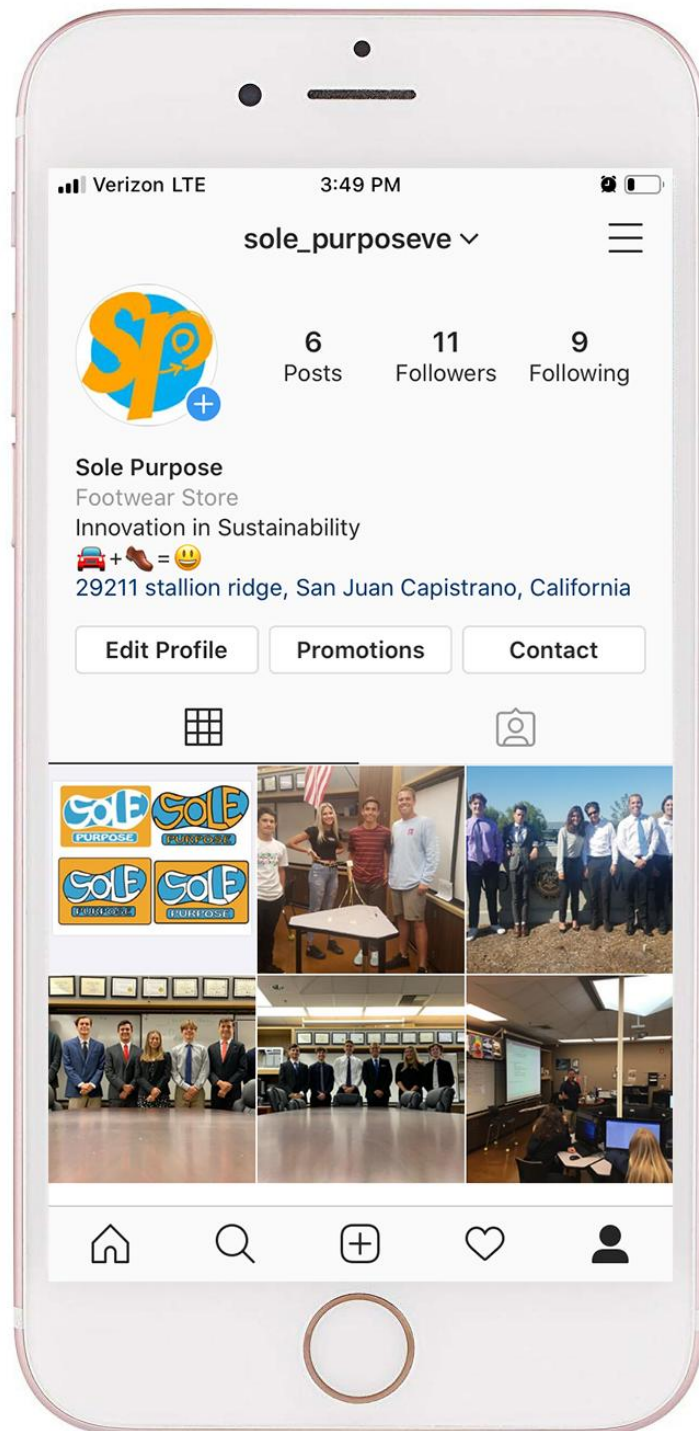 Verizon LTE 3:49 PM
sole_purposeve
Sp
6 11 9
Posts Followers Following
Sole Purpose
Footwear Store
Innovation in Sustainability
🚘+👞=😃
29211 stallion ridge, San Juan Capistrano, California
Edit Profile Promotions Contact
SOLE SOLE
PURPOSE PURPOSE
SOLE SOLE
PURPOSE PURPOSE